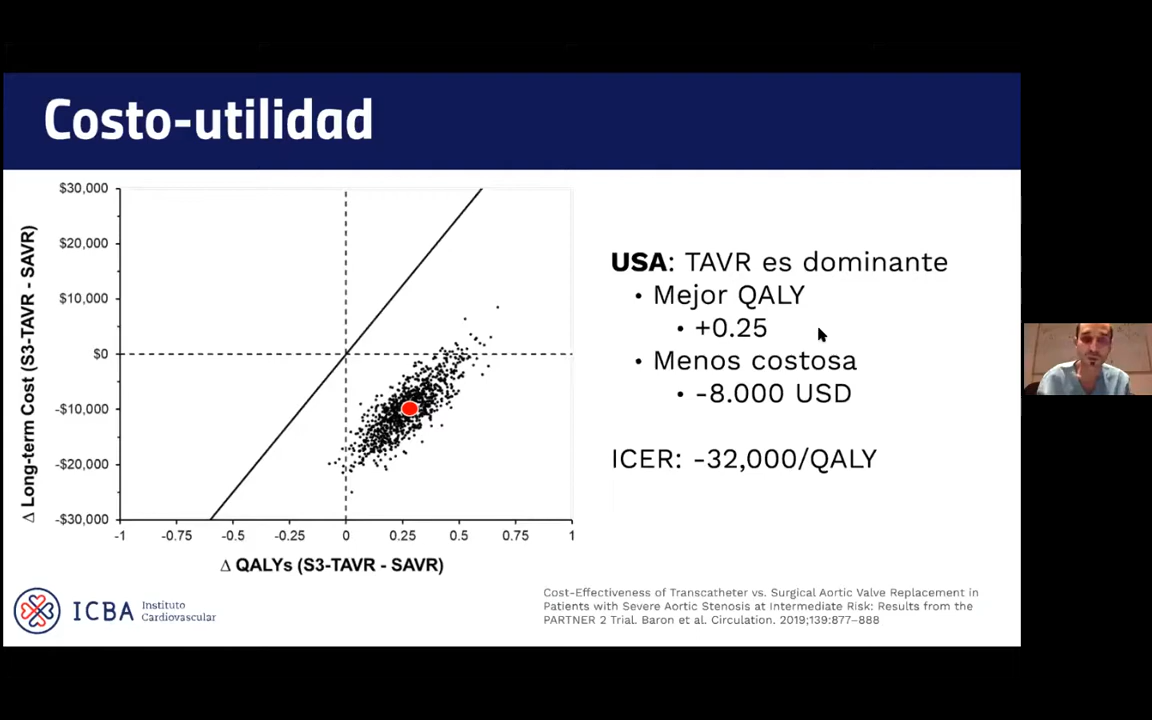 Costo-utilidad
$30,000
$20,000
$10,000
$0
-$10,000
-$20,000
-$30,000
Δ Long-term Cost (S3-TAVR - SAVR)
-1 -0.75 -0.5 -0.25 0 0.25 0.5 0.75 1
Δ QALYs (S3-TAVR - SAVR)
USA: TAVR es dominante
• Mejor QALY
• +0.25
• Menos costosa
• -8.000 USD
ICER: -32,000/QALY
ICBA Instituto
Cardiovascular
Cost-Effectiveness of Transcatheter vs. Surgical Aortic Valve Replacement in
Patients with Severe Aortic Stenosis at Intermediate Risk: Results from the
PARTNER 2 Trial. Baron et al. Circulation. 2019;139:877–888